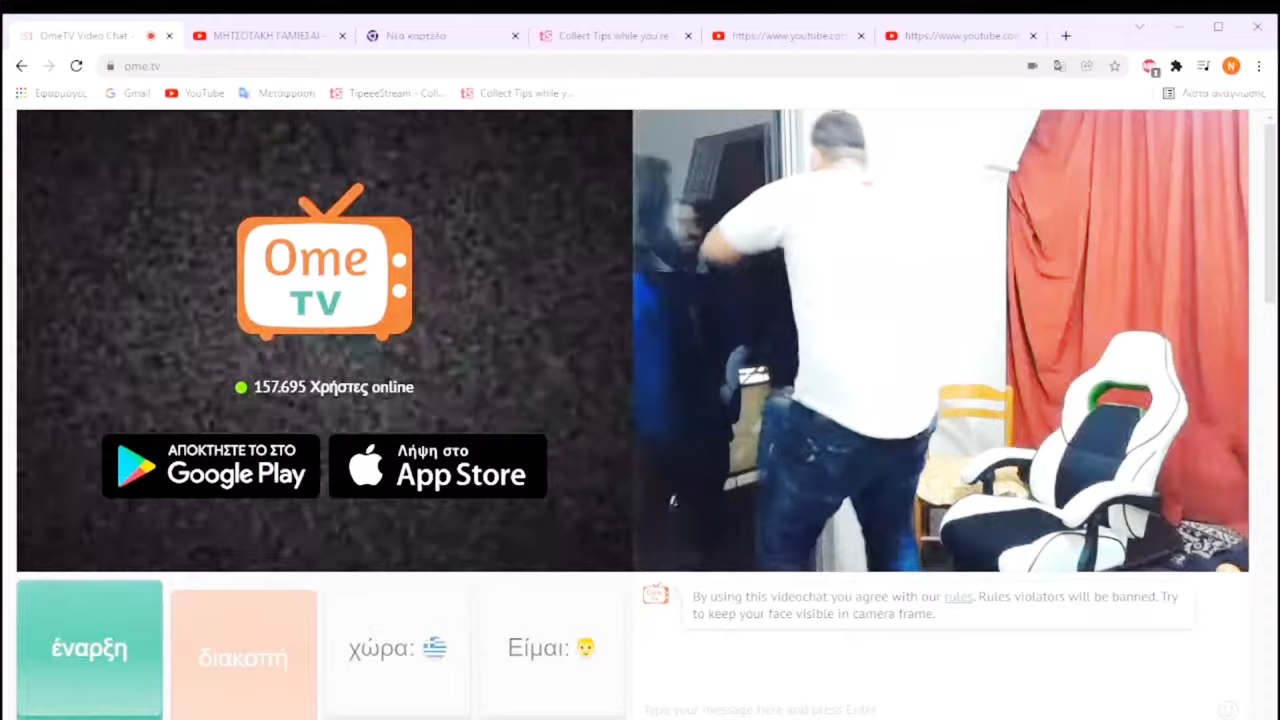 OmeTV Video Chat -
ΜΗΤΣΟΤΑΚΗ ΓΑΜΙΕΣΑΙ -
Νέα καρτέλα
Collect Tips while you're
https://www.youtube.com
https://www.youtube.com
ome.tv
N
Εφαρμογές
Gmail
YouTube
Μετάφραση
TipeeeStream - Coll...
Collect Tips while y...
Λίστα ανάγνωσης
Ome
TV
157.695 Χρήστες online
ΑΠΟΚΤΗΣΤΕ ΤΟ ΣΤΟ
Google Play
Λήψη στο
App Store
έναρξη
διακοπή
χώρα:
Είμαι:
By using this videochat you agree with our rules. Rules violators will be banned. Try
to keep your face visible in camera frame.
Type your message here and press Enter